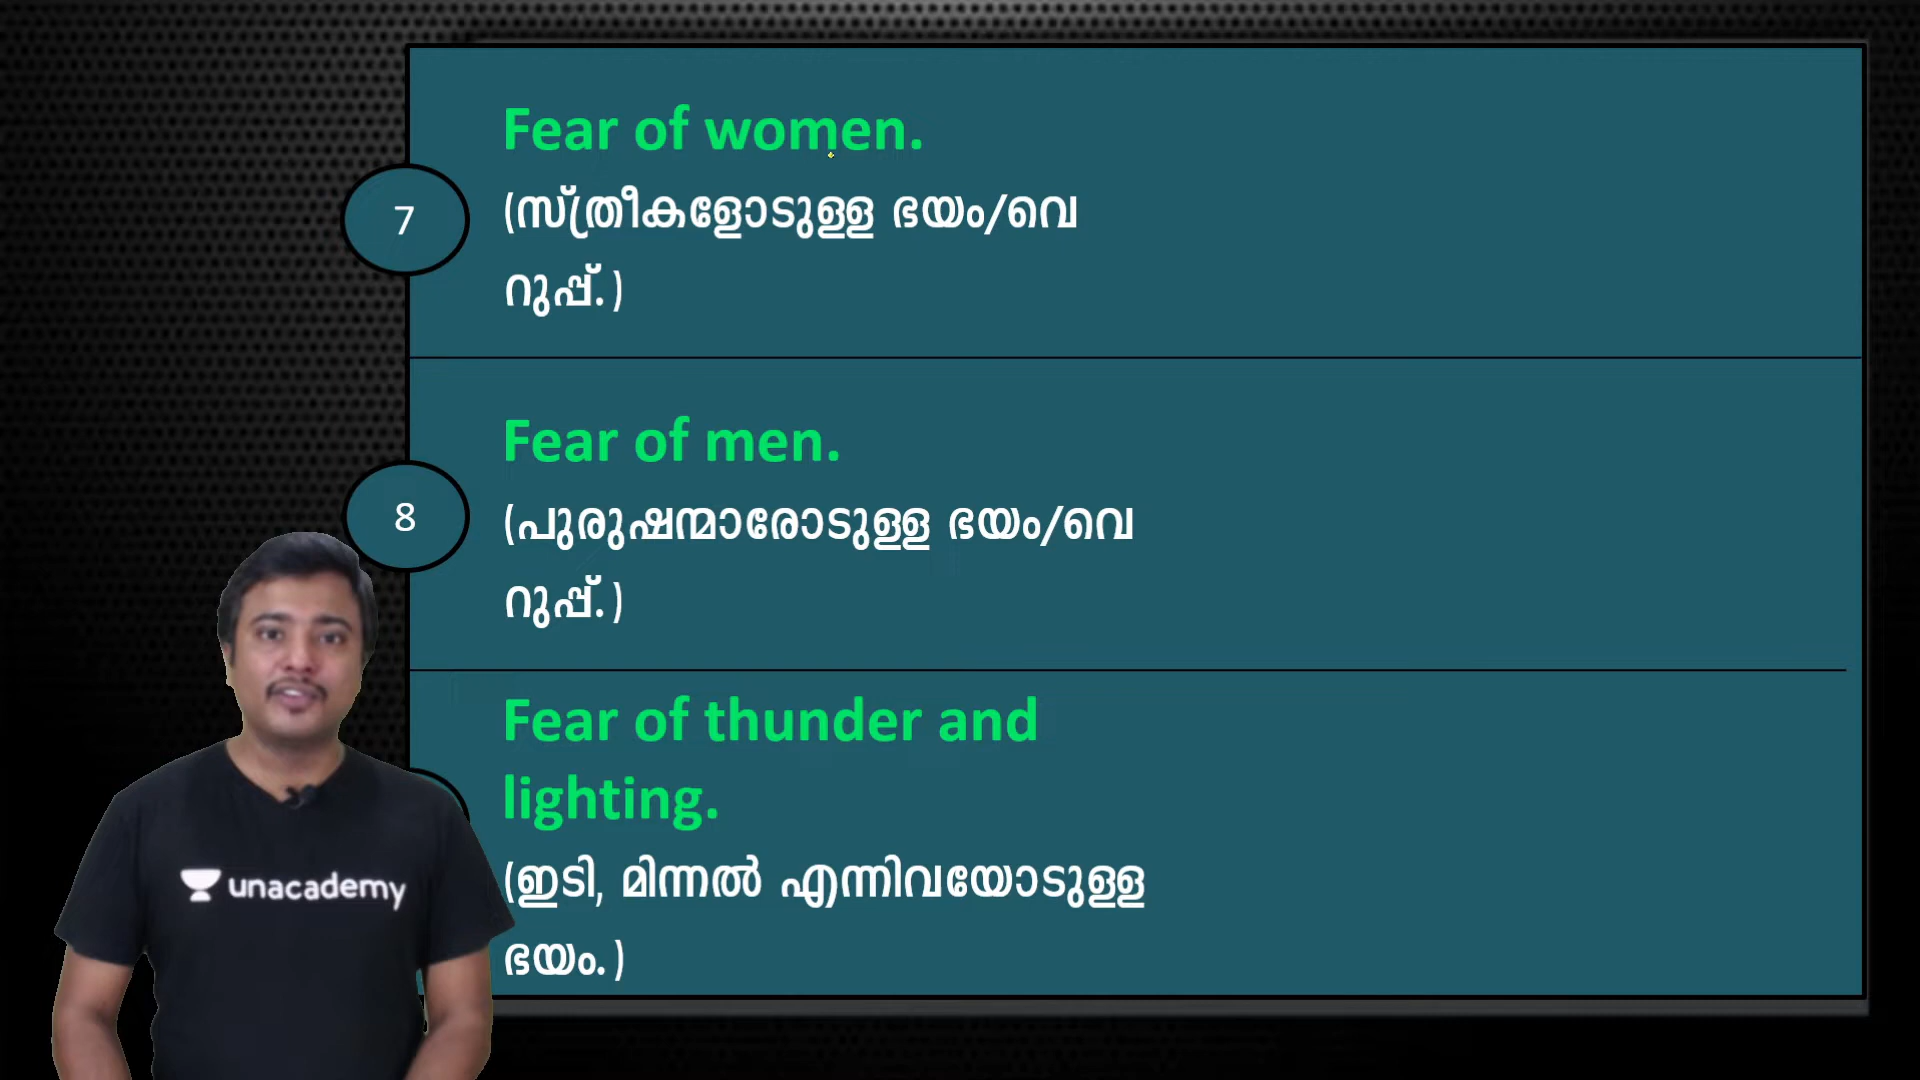 Fear of women.
(സ്ത്രീകളോടുള്ള ഭയം/വെ
റുപ്പ്.)
7
Fear of men.
(പുരുഷന്മാരോടുള്ള ഭയം/വെ
റുപ്പ്.)
8
Fear of thunder and
lighting.
(ഇടി, മിന്നൽ എന്നിവയോടുള്ള
ഭയം.)
unacademy